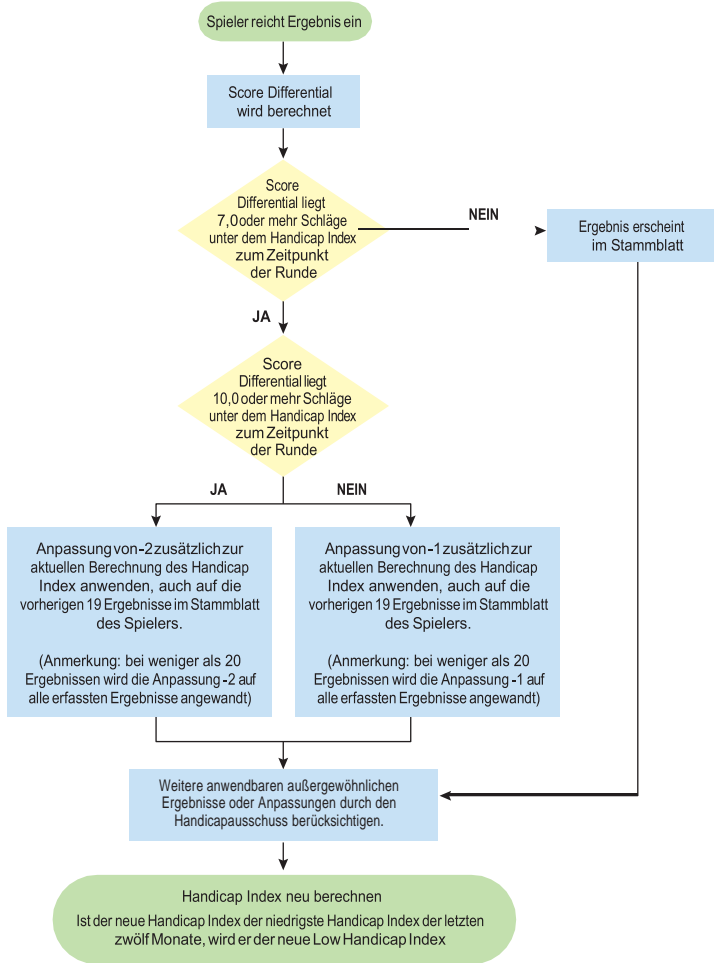 Spieler reicht Ergebnis ein
Score Differential
wird berechnet
Score
Differential liegt
7,0 oder mehr Schläge
unter dem Handicap Index
zum Zeitpunkt
der Runde
NEIN
Ergebnis erscheint
im Stammblatt
JA
Score
Differential liegt
10,0 oder mehr Schläge
unter dem Handicap Index
zum Zeitpunkt
der Runde
JA
NEIN
Anpassung von -2 zusätzlich zur
aktuellen Berechnung des Handicap
Index anwenden, auch auf die
vorherigen 19 Ergebnisse im Stammblatt
des Spielers.
(Anmerkung: bei weniger als 20
Ergebnissen wird die Anpassung -2 auf
alle erfassten Ergebnisse angewandt)
Anpassung von -1 zusätzlich zur
aktuellen Berechnung des Handicap
Index anwenden, auch auf die
vorherigen 19 Ergebnisse im Stammblatt
des Spielers.
(Anmerkung: bei weniger als 20
Ergebnissen wird die Anpassung -1 auf
alle erfassten Ergebnisse angewandt)
Weitere anwendbaren außergewöhnlichen
Ergebnisse oder Anpassungen durch den
Handicapausschuss berücksichtigen.
Handicap Index neu berechnen
Ist der neue Handicap Index der niedrigste Handicap Index der letzten
zwölf Monate, wird er der neue Low Handicap Index